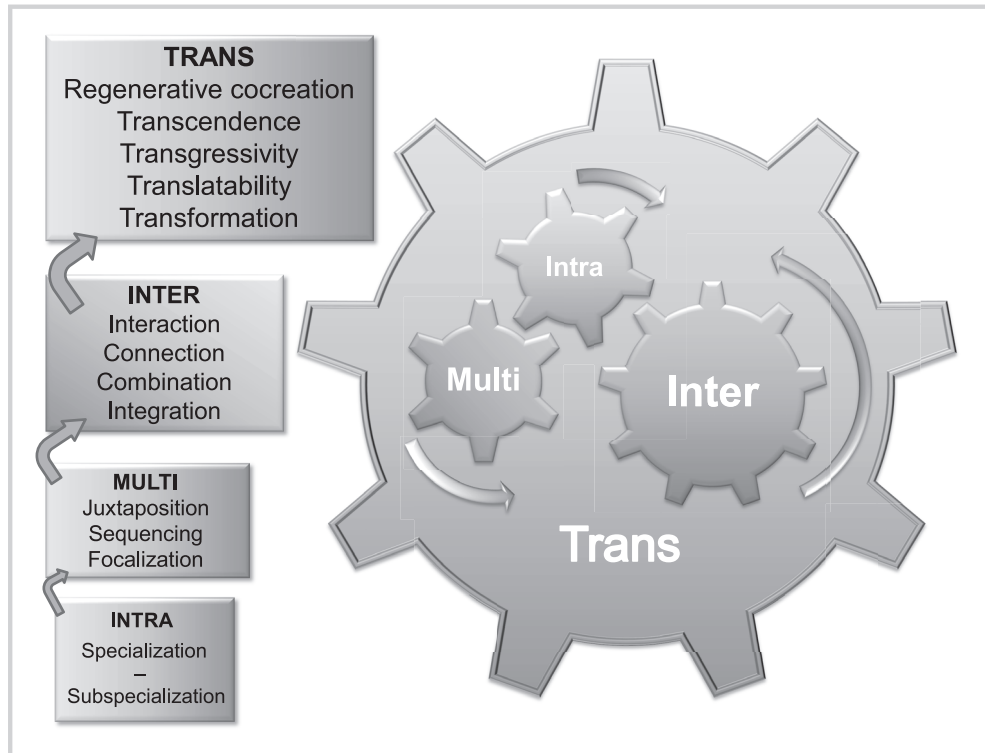 TRANS
Regenerative cocreation
Transcendence
Transgressivity
Translatability
Transformation
INTER
Interaction
Connection
Combination
Integration
MULTI
Juxtaposition
Sequencing
Focalization
INTRA
Specialization
–
Subspecialization
Intra
Multi
Inter
Trans